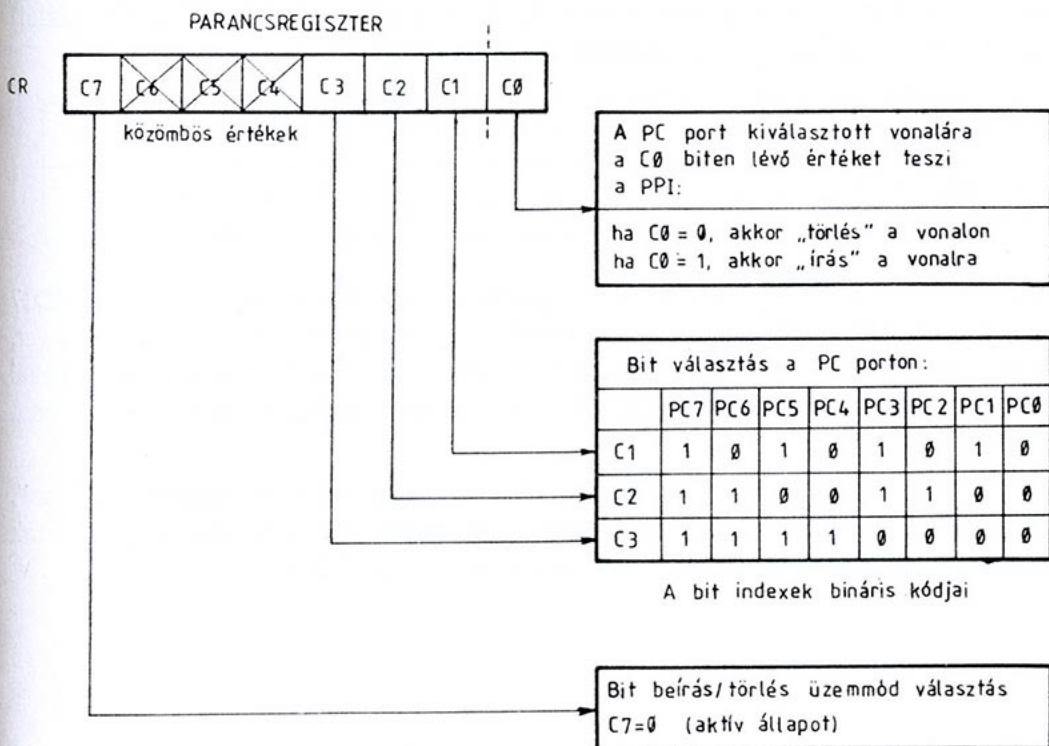 PARANCSREGISZTER
CR C7 C6 C5 C4 C3 C2 C1 CØ
közömbös értékek
A PC port kiválasztott vonalára
a CØ biten lévő értéket teszi
a PPI:
ha CØ = Ø, akkor „törlés" a vonalon
ha CØ = 1, akkor „írás" a vonalra
Bit választás a PC porton:
PC7 PC6 PC5 PC4 PC3 PC2 PC1 PCØ
C1 1 Ø 1 Ø 1 Ø 1 Ø
C2 1 1 Ø Ø 1 1 Ø Ø
C3 1 1 1 1 Ø Ø Ø Ø
A bit indexek bináris kódjai
Bit beírás/törlés üzemmód választás
C7=Ø (aktív állapot)